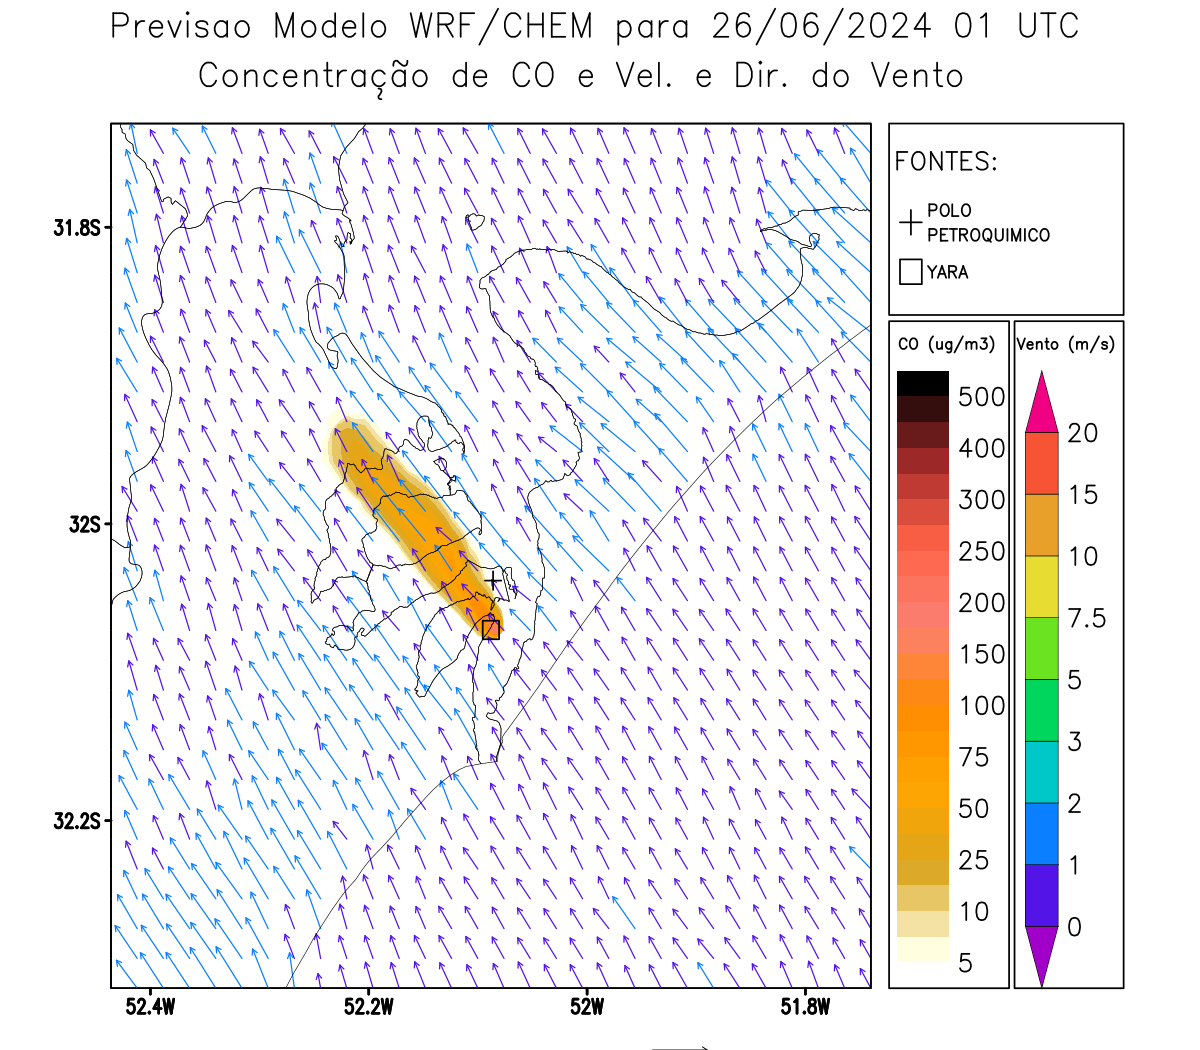 Previsao Modelo WRF/CHEM para 26/06/2024 01 UTC
Concentração de CO e Vel. e Dir. do Vento
FONTES:
POLO
PETROQUIMICO
YARA
CO (ug/m3)
500
400
300
250
200
150
100
75
50
25
10
5
Vento (m/s)
20
15
10
7.5
5
3
2
1
0
31.8S
32S
32.2S
52.4W
52.2W
52W
51.8W